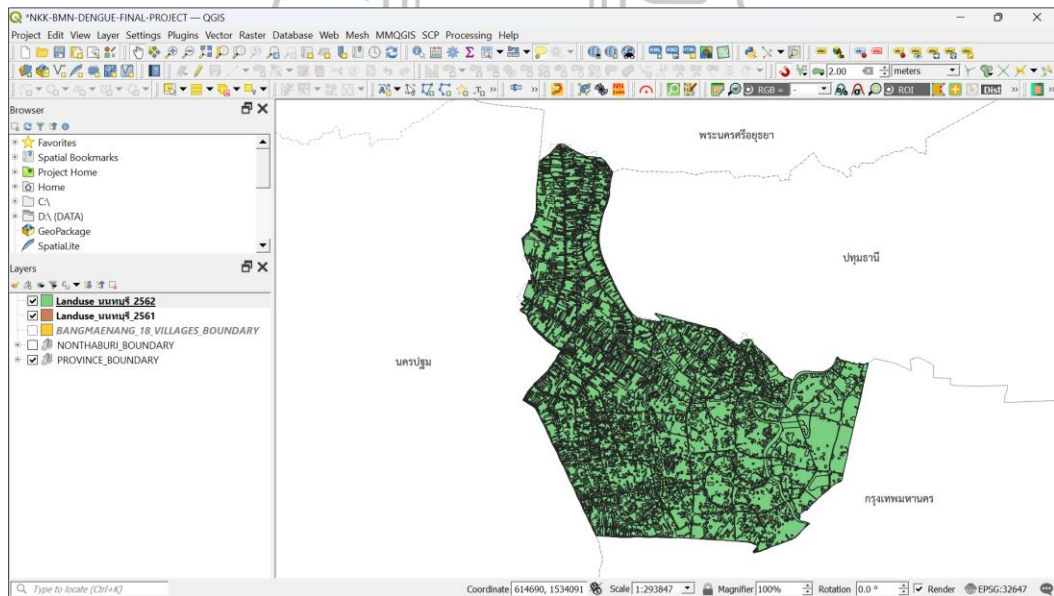 *NKK-BMN-DENGUE-FINAL-PROJECT — QGIS
Project Edit View Layer Settings Plugins Vector Raster Database Web Mesh MMQGIS SCP Processing Help
2.00 meters
RGB = - ROI Dist
Browser
Favorites
Spatial Bookmarks
Project Home
Home
C:\
D:\ (DATA)
GeoPackage
SpatiaLite
Layers
Landuse_นนทบุรี_2562
Landuse_นนทบุรี_2561
BANGMAENANG_18_VILLAGES_BOUNDARY
NONTHABURI_BOUNDARY
PROVINCE_BOUNDARY
พระนครศรีอยุธยา
ปทุมธานี
นครปฐม
กรุงเทพมหานคร
Type to locate (Ctrl+K) Coordinate 614690, 1534091 Scale 1:293847 Magnifier 100% Rotation 0.0 ° Render EPSG:32647